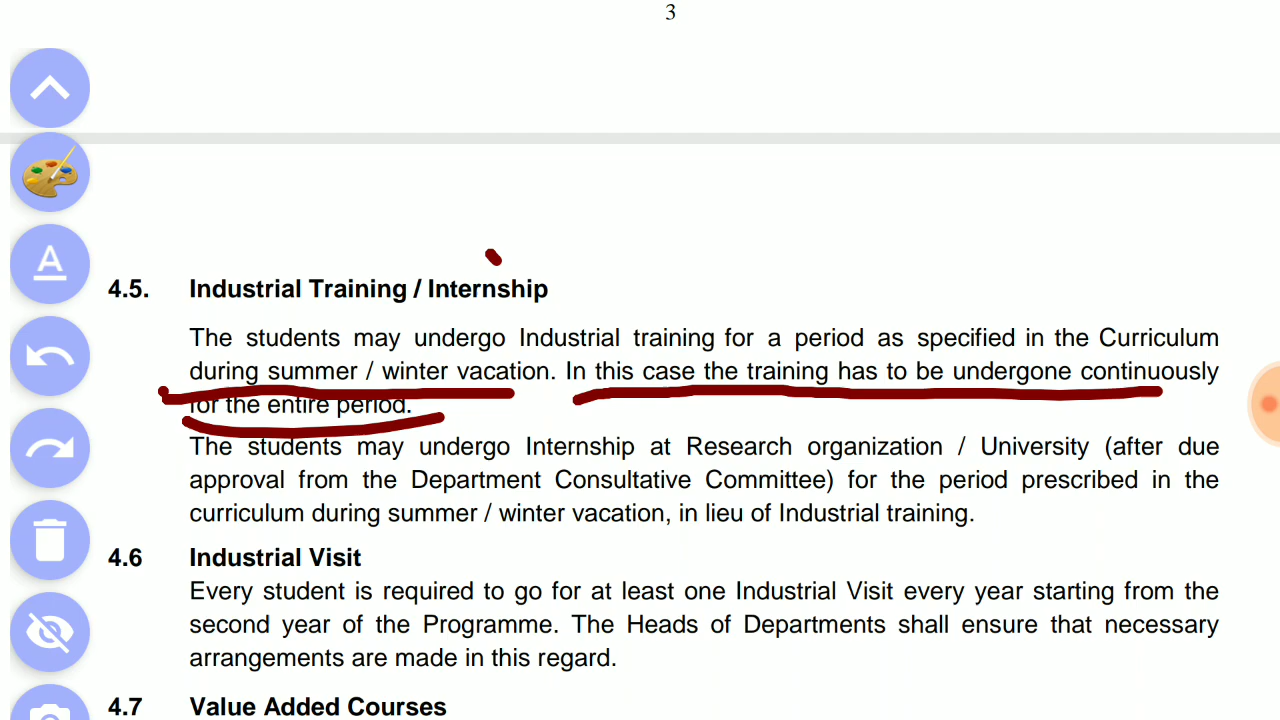 3
4.5. Industrial Training / Internship
The students may undergo Industrial training for a period as specified in the Curriculum
during summer / winter vacation. In this case the training has to be undergone continuously
for the entire period.
The students may undergo Internship at Research organization / University (after due
approval from the Department Consultative Committee) for the period prescribed in the
curriculum during summer / winter vacation, in lieu of Industrial training.
4.6 Industrial Visit
Every student is required to go for at least one Industrial Visit every year starting from the
second year of the Programme. The Heads of Departments shall ensure that necessary
arrangements are made in this regard.
4.7 Value Added Courses